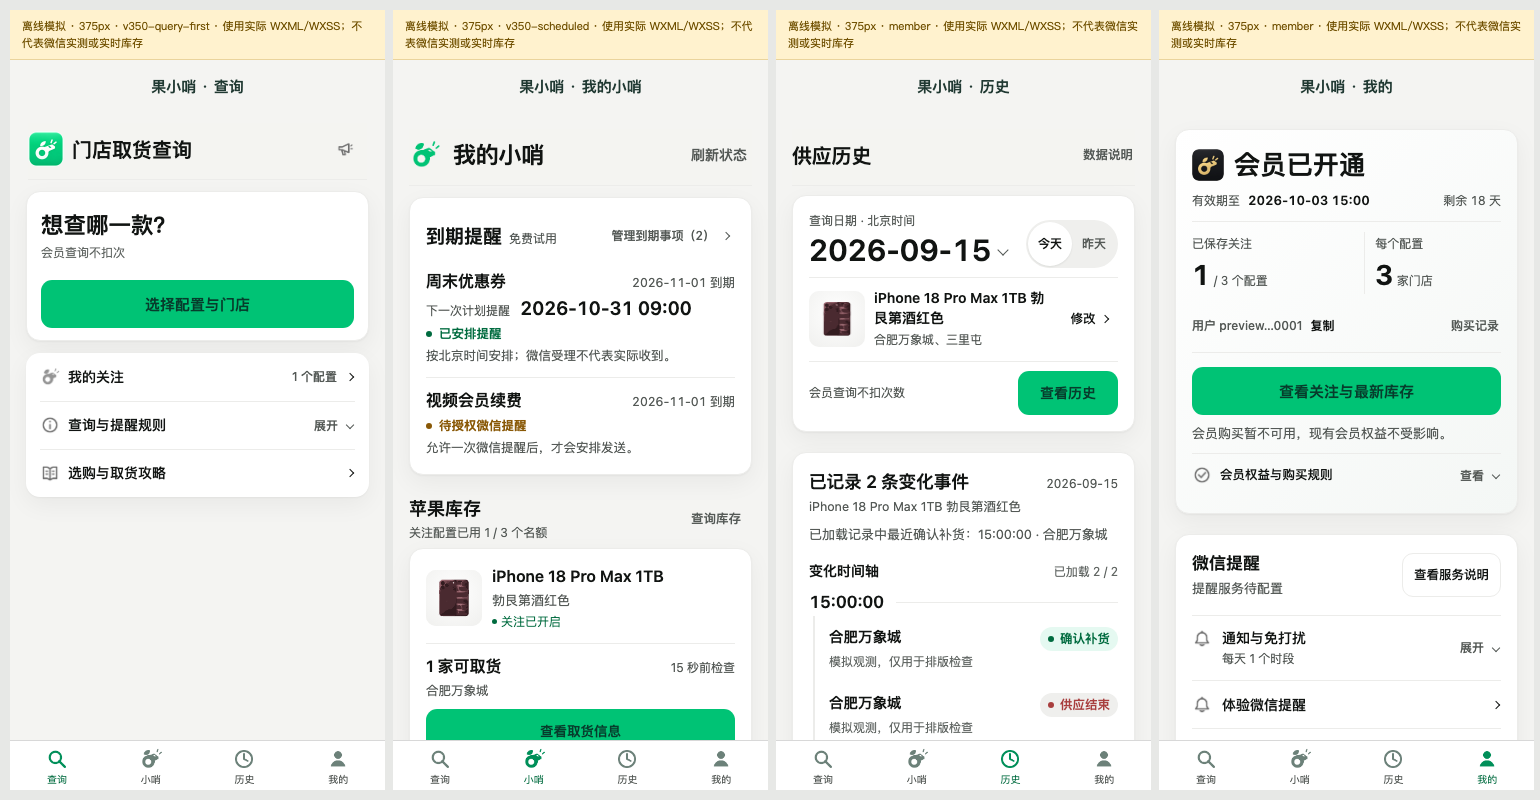 离线模拟 · 375px · v350-query-first · 使用实际 WXML/WXSS；不
代表微信实测或实时库存
果小哨 · 查询
门店取货查询
想查哪一款?
会员查询不扣次
选择配置与门店
我的关注
1 个配置
查询与提醒规则
展开
选购与取货攻略
查询
小哨
历史
我的
离线模拟 · 375px · v350-scheduled · 使用实际 WXML/WXSS；不代
表微信实测或实时库存
果小哨 · 我的小哨
我的小哨
刷新状态
到期提醒 免费试用
管理到期事项（2）
周末优惠券
2026-11-01 到期
下一次计划提醒 2026-10-31 09:00
已安排提醒
按北京时间安排；微信受理不代表实际收到。
视频会员续费
2026-11-01 到期
待授权微信提醒
允许一次微信提醒后，才会安排发送。
苹果库存
关注配置已用 1 / 3 个名额
查询库存
iPhone 18 Pro Max 1TB
勃艮第酒红色
关注已开启
1 家可取货
15 秒前检查
合肥万象城
查看取货信息
查询
小哨
历史
我的
离线模拟 · 375px · member · 使用实际 WXML/WXSS；不代表微信实
测或实时库存
果小哨 · 历史
供应历史
数据说明
查询日期 · 北京时间
2026-09-15
今天
昨天
iPhone 18 Pro Max 1TB 勃
艮第酒红色
合肥万象城、三里屯
修改
会员查询不扣次数
查看历史
已记录 2 条变化事件
2026-09-15
iPhone 18 Pro Max 1TB 勃艮第酒红色
已加载记录中最近确认补货：15:00:00 · 合肥万象城
变化时间轴
已加载 2 / 2
15:00:00
合肥万象城
确认补货
模拟观测，仅用于排版检查
合肥万象城
供应结束
模拟观测，仅用于排版检查
查询
小哨
历史
我的
离线模拟 · 375px · member · 使用实际 WXML/WXSS；不代表微信实
测或实时库存
果小哨 · 我的
会员已开通
有效期至 2026-10-03 15:00
剩余 18 天
已保存关注
1 / 3 个配置
每个配置
3 家门店
用户 preview...0001 复制
购买记录
查看关注与最新库存
会员购买暂不可用，现有会员权益不受影响。
会员权益与购买规则
查看
微信提醒
提醒服务待配置
查看服务说明
通知与免打扰
每天 1 个时段
展开
体验微信提醒
查询
小哨
历史
我的